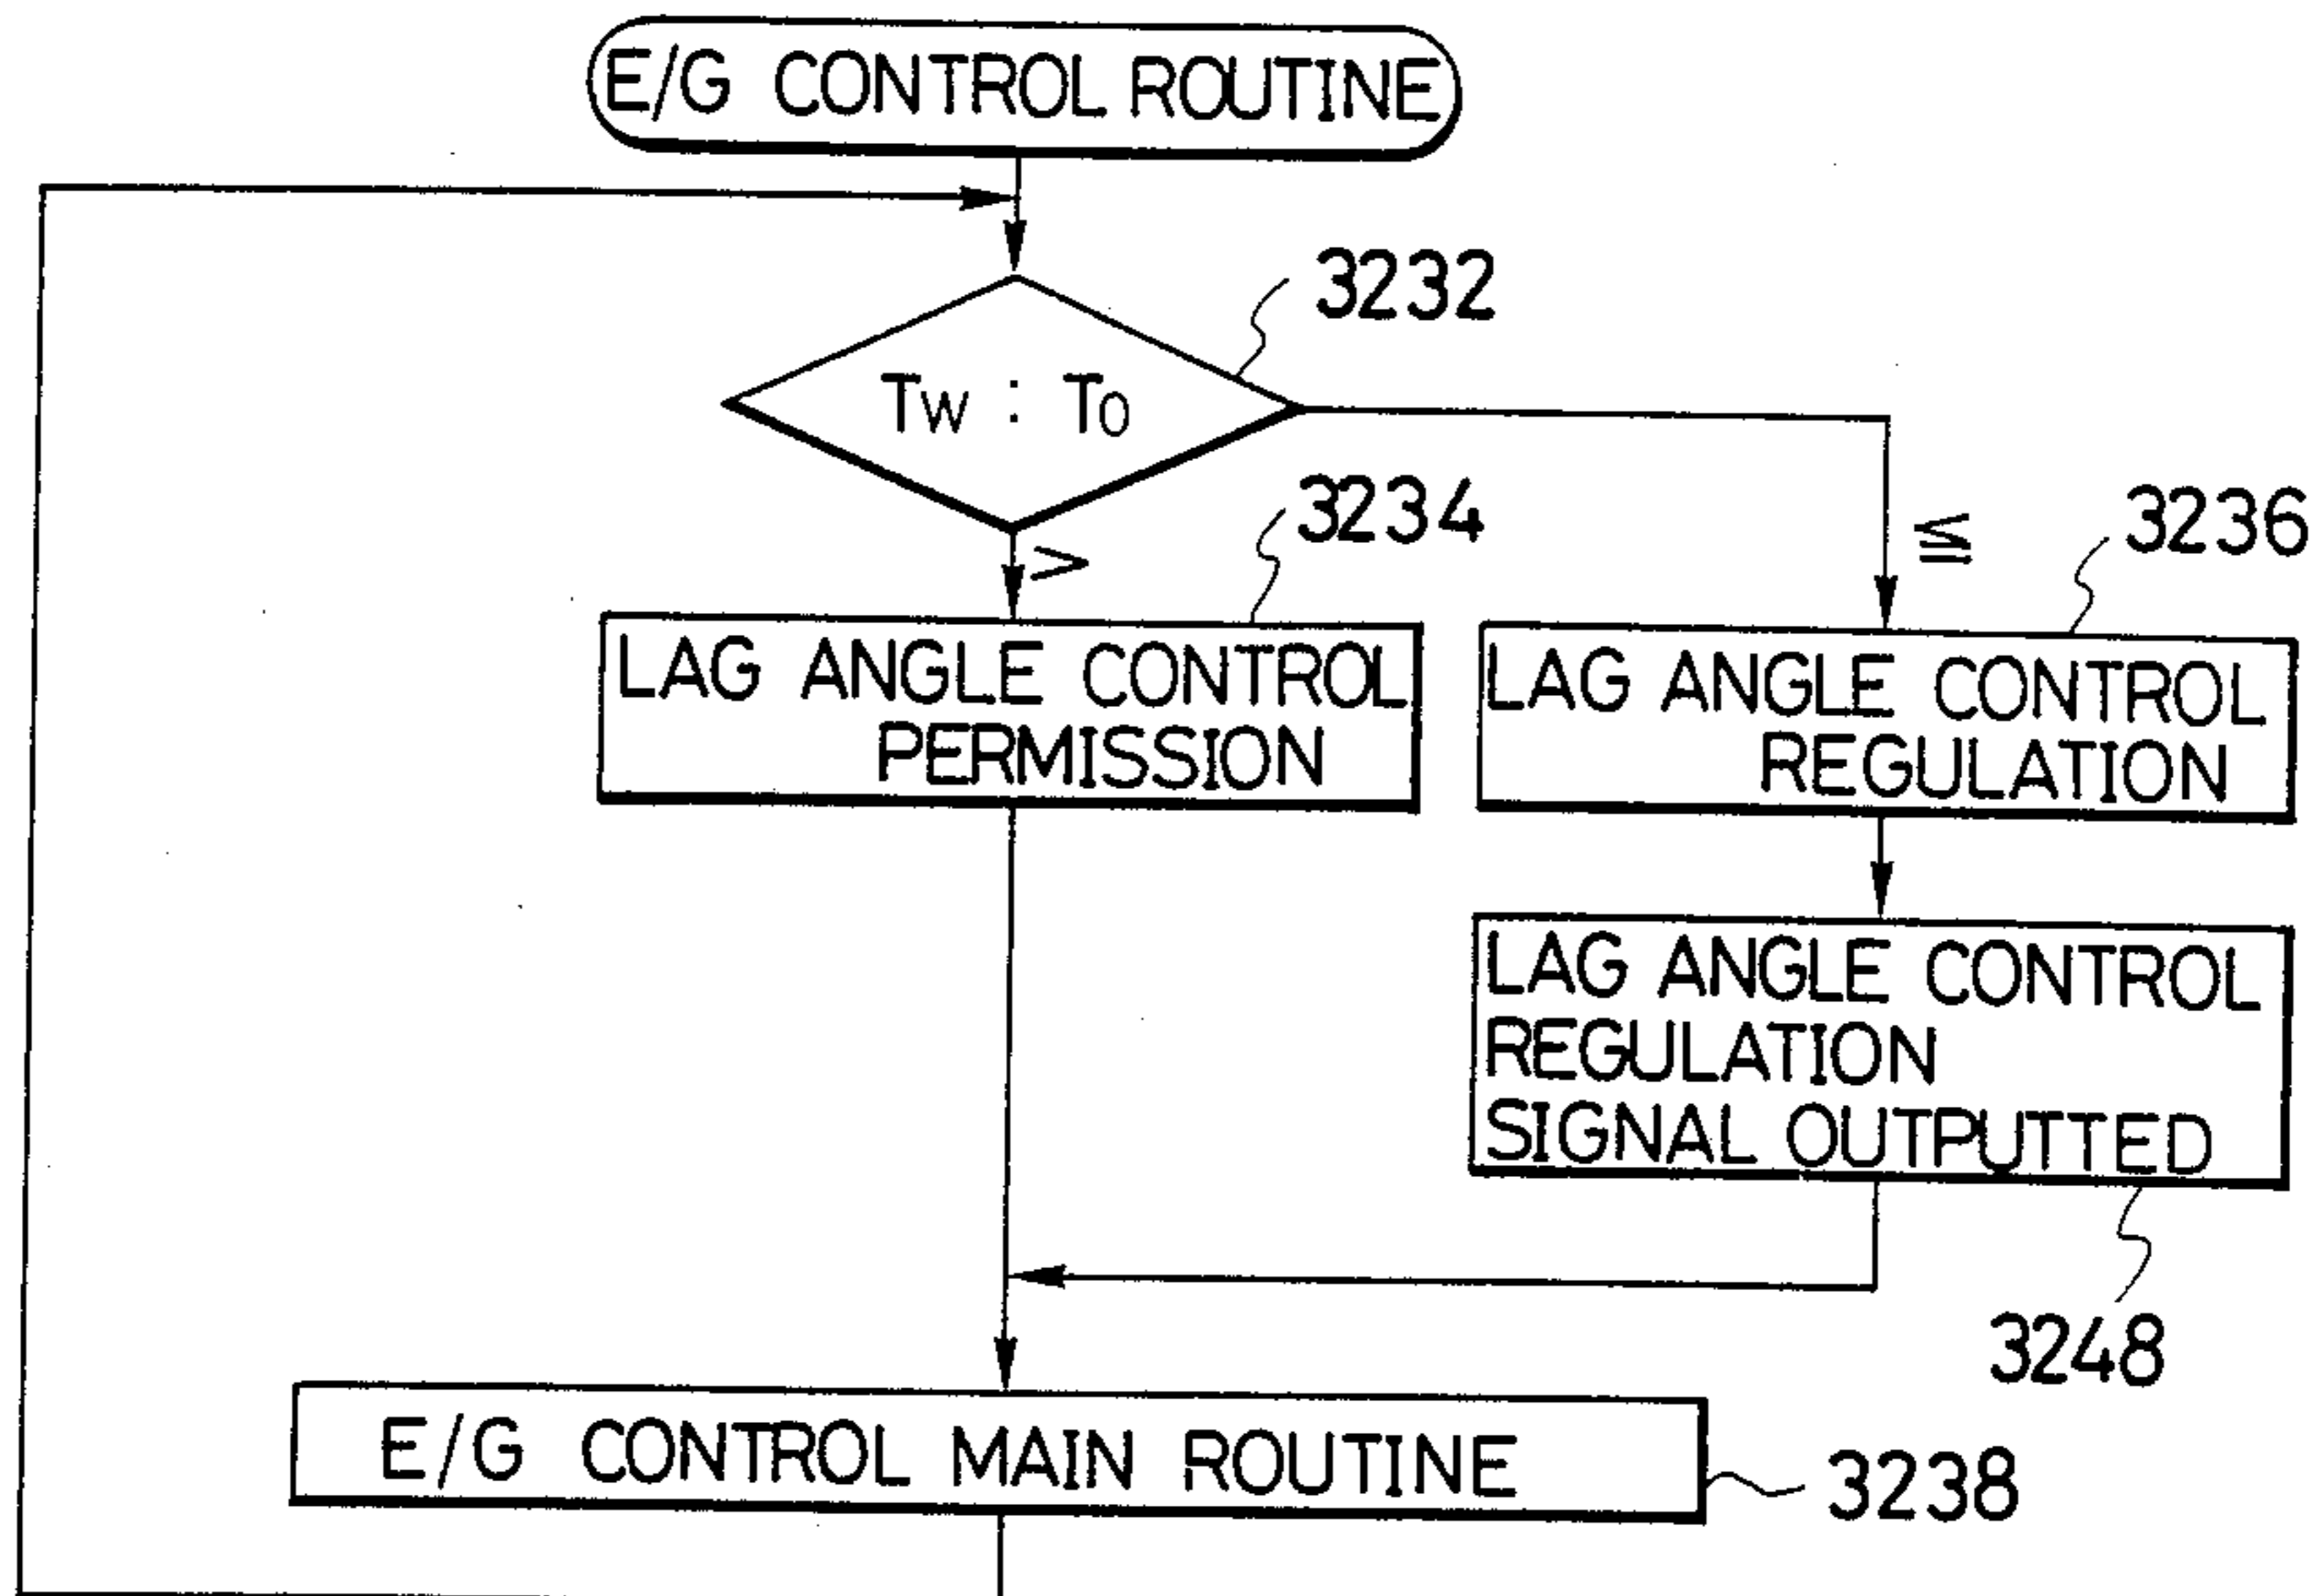 E/G CONTROL ROUTINE
3232
Tw : To
3234
3236
>
≦
LAG ANGLE CONTROL
PERMISSION
LAG ANGLE CONTROL
REGULATION
LAG ANGLE CONTROL
REGULATION
SIGNAL OUTPUTTED
3248
E/G CONTROL MAIN ROUTINE
3238